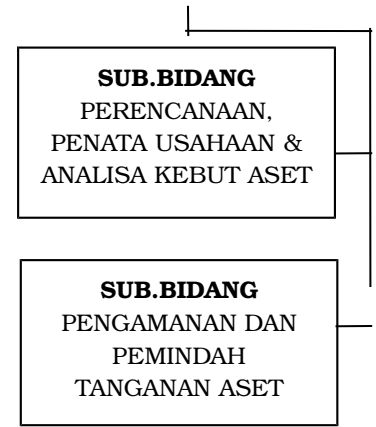 SUB.BIDANG
PERENCANAAN,
PENATA USAHAAN &
ANALISA KEBUT ASET
SUB.BIDANG
PENGAMANAN DAN
PEMINDAH
TANGANAN ASET